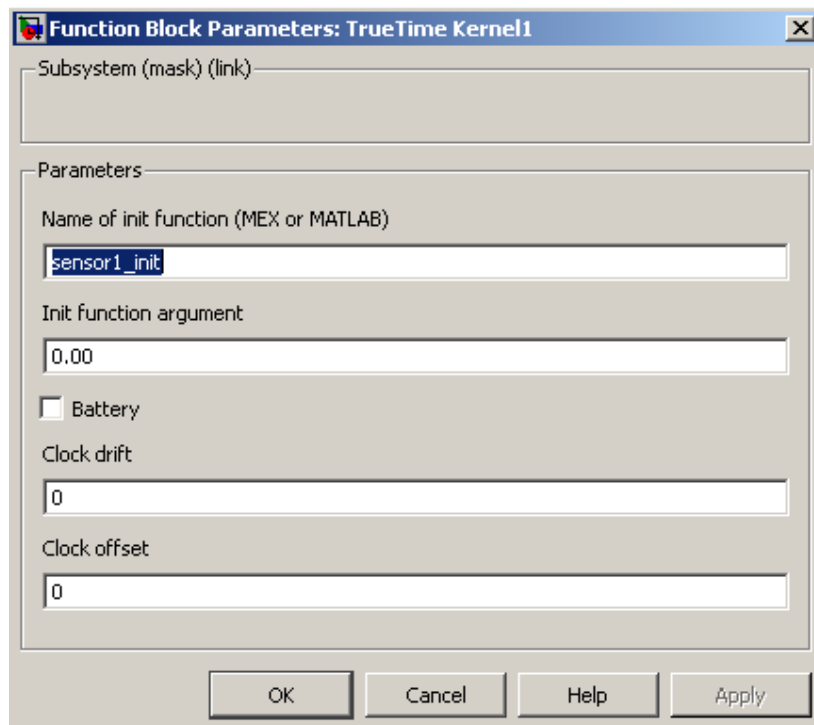 Function Block Parameters: TrueTime Kernel1
Subsystem (mask) (link)
Parameters
Name of init function (MEX or MATLAB)
sensor1_init
Init function argument
0.00
Battery
Clock drift
0
Clock offset
0
OK Cancel Help Apply